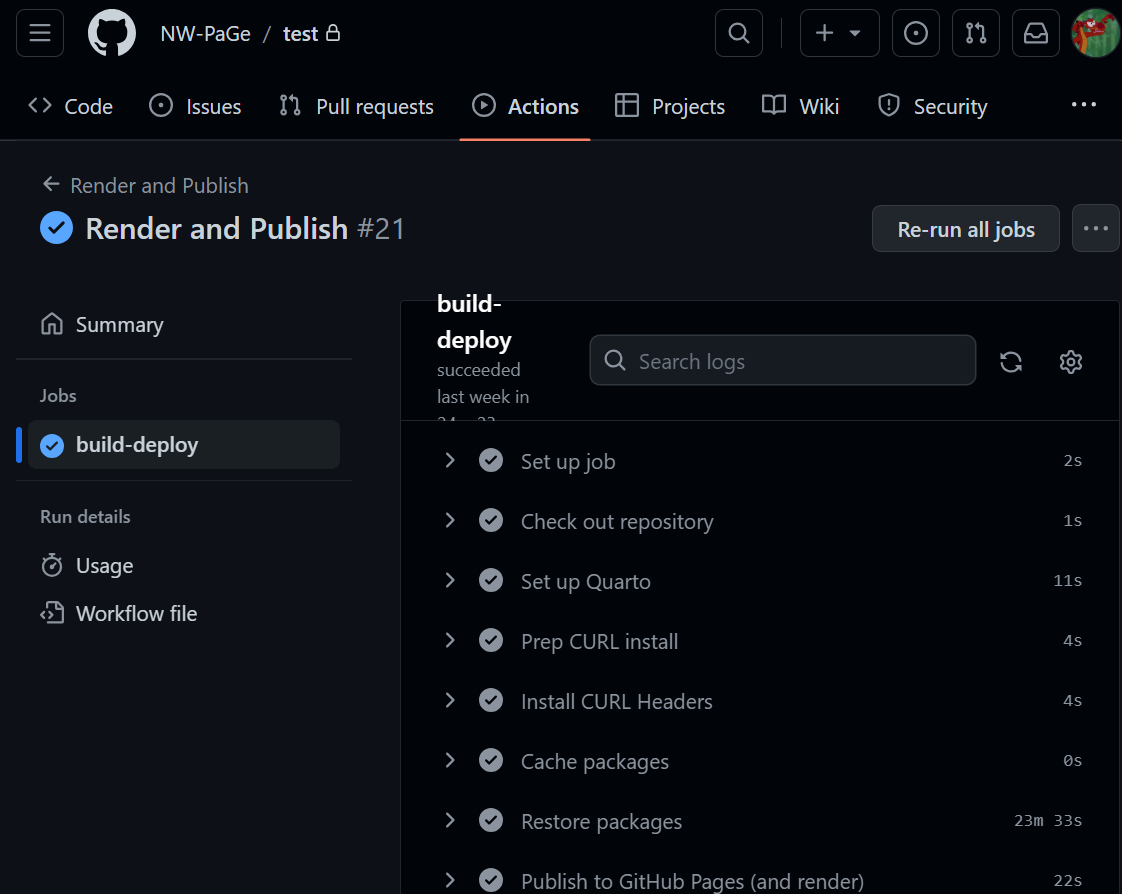 NW-PaGe / test
Code Issues Pull requests Actions Projects Wiki Security
Render and Publish
Render and Publish #21
Re-run all jobs
Summary
Jobs
build-deploy
Run details
Usage
Workflow file
build-
deploy
succeeded
last week in
Search logs
Set up job 2s
Check out repository 1s
Set up Quarto 11s
Prep CURL install 4s
Install CURL Headers 4s
Cache packages 0s
Restore packages 23m 33s
Publish to GitHub Pages (and render) 22s